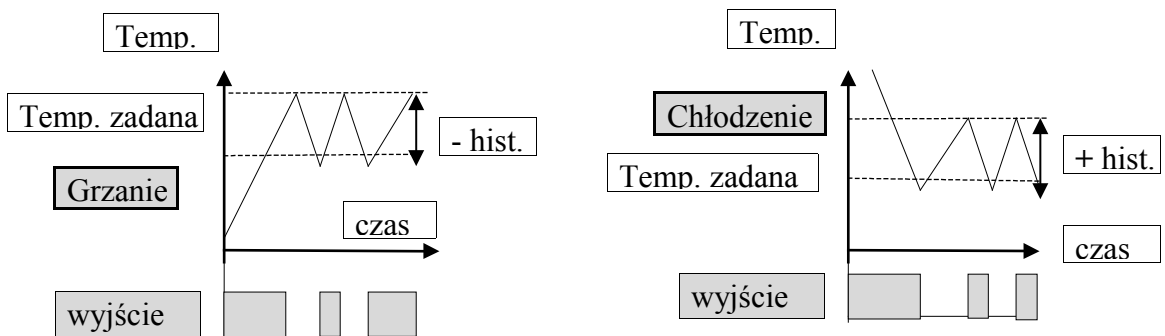 Temp.
Temp. zadana
- hist.
Grzanie
czas
wyjście
Temp.
Chłodzenie
+ hist.
Temp. zadana
czas
wyjście